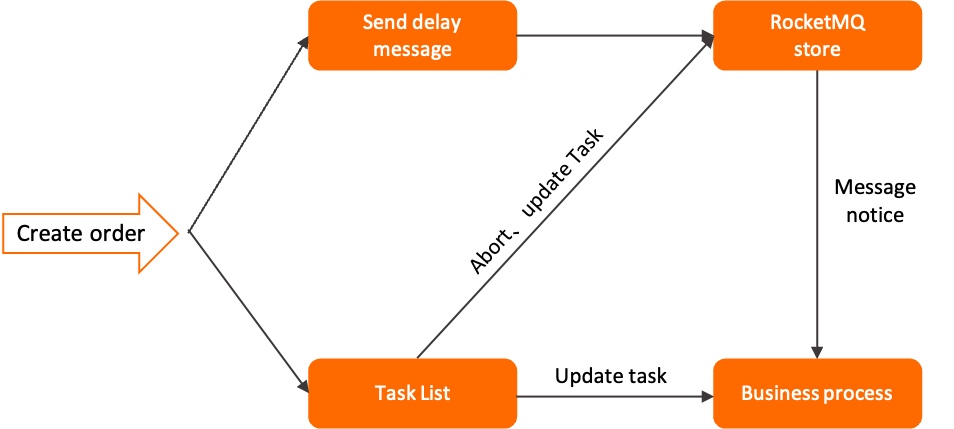 Send delay
message
RocketMQ
store
Abort、update Task
Message
notice
Create order
Task List
Update task
Business process